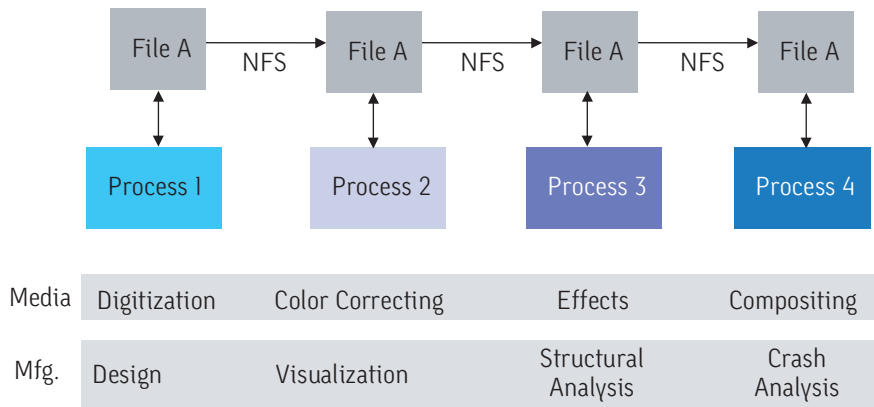 File A
NFS
File A
NFS
File A
NFS
File A
Process 1
Process 2
Process 3
Process 4
Media
Digitization
Color Correcting
Effects
Compositing
Mfg.
Design
Visualization
Structural
Analysis
Crash
Analysis